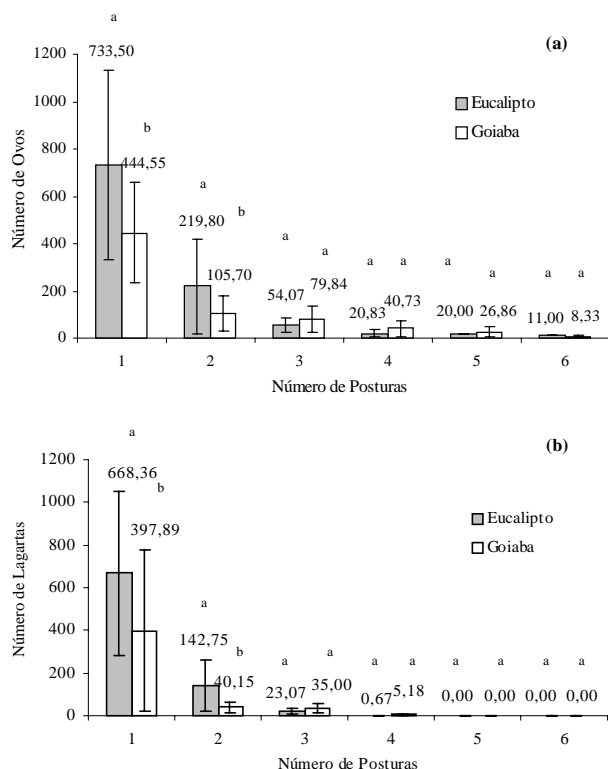 (a)
a
733,50
b
444,55
a
219,80
b
105,70
a
54,07
a
79,84
a
20,83
a
40,73
a
20,00
a
26,86
a
11,00
a
8,33
Eucalipto
Goiaba
Número de Ovos
1200
1000
800
600
400
200
0
1 2 3 4 5 6
Número de Posturas
(b)
a
668,36
b
397,89
a
142,75
b
40,15
a
23,07
a
35,00
a
0,67
a
5,18
a
0,00
a
0,00
a
0,00
a
0,00
Eucalipto
Goiaba
Número de Lagartas
1200
1000
800
600
400
200
0
1 2 3 4 5 6
Número de Posturas